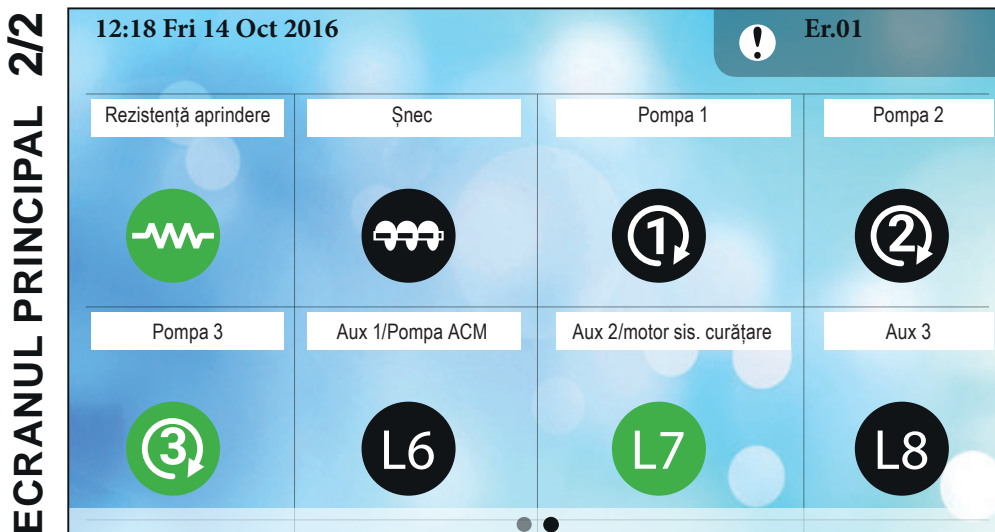 ECRANUL PRINCIPAL 2/2
12:18 Fri 14 Oct 2016
! Er.01
Rezistență aprindere
Șnec
Pompa 1
Pompa 2
1
2
Pompa 3
Aux 1/Pompa ACM
Aux 2/motor sis. curățare
Aux 3
3
L6
L7
L8